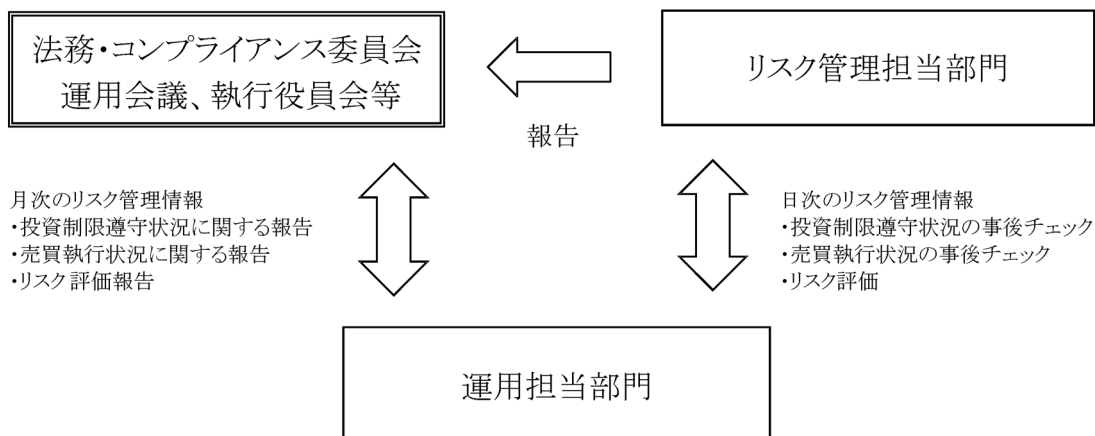 法務・コンプライアンス委員会
運用会議、執行役員会等
リスク管理担当部門
報告
月次のリスク管理情報
・投資制限遵守状況に関する報告
・売買執行状況に関する報告
・リスク評価報告
日次のリスク管理情報
・投資制限遵守状況の事後チェック
・売買執行状況の事後チェック
・リスク評価
運用担当部門